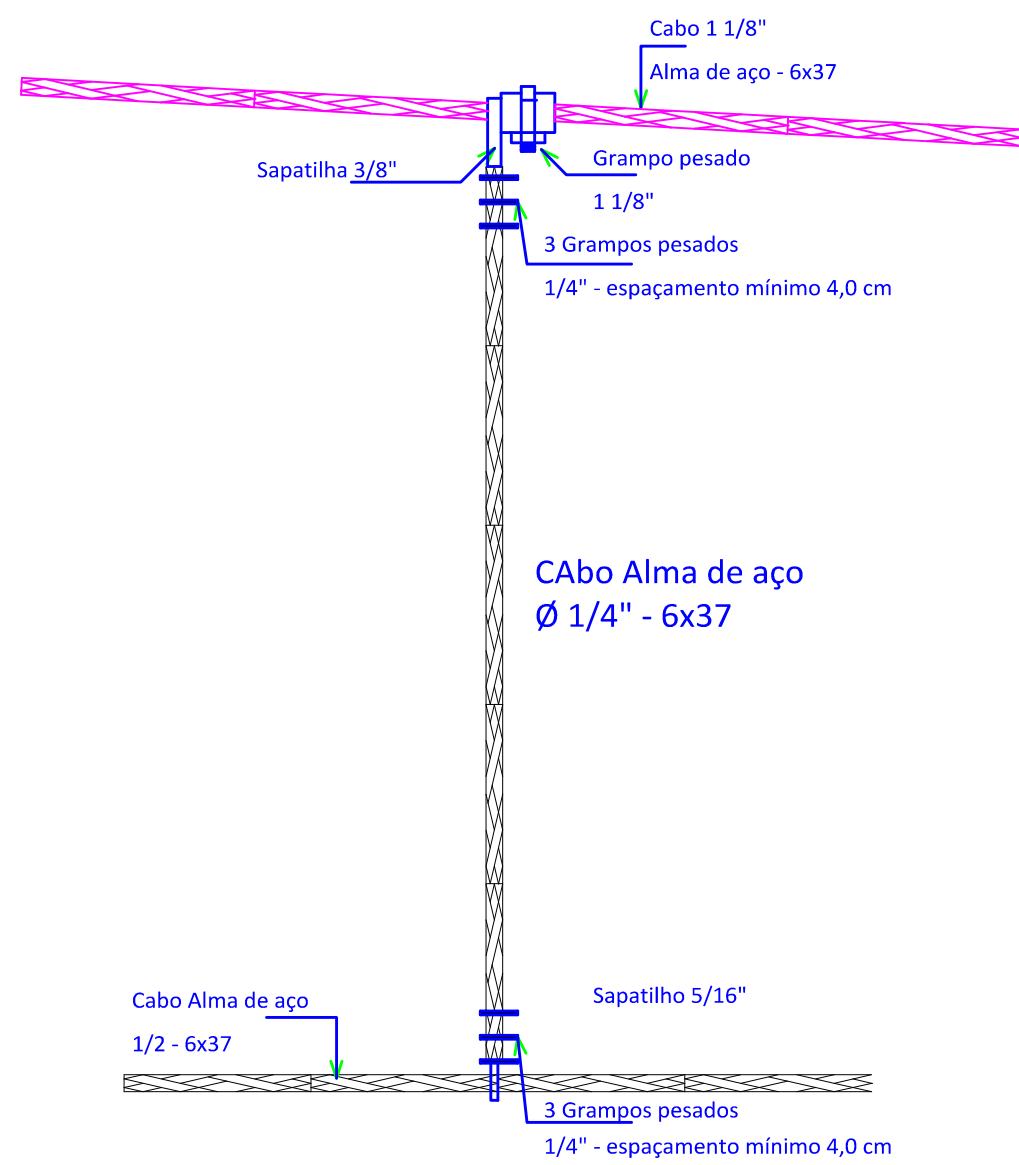 Cabo 1 1/8"
Alma de aço - 6x37
Sapatilha 3/8"
Grampo pesado
1 1/8"
3 Grampos pesados
1/4" - espaçamento mínimo 4,0 cm
CAbo Alma de aço
Ø 1/4" - 6x37
Sapatilho 5/16"
Cabo Alma de aço
1/2 - 6x37
3 Grampos pesados
1/4" - espaçamento mínimo 4,0 cm